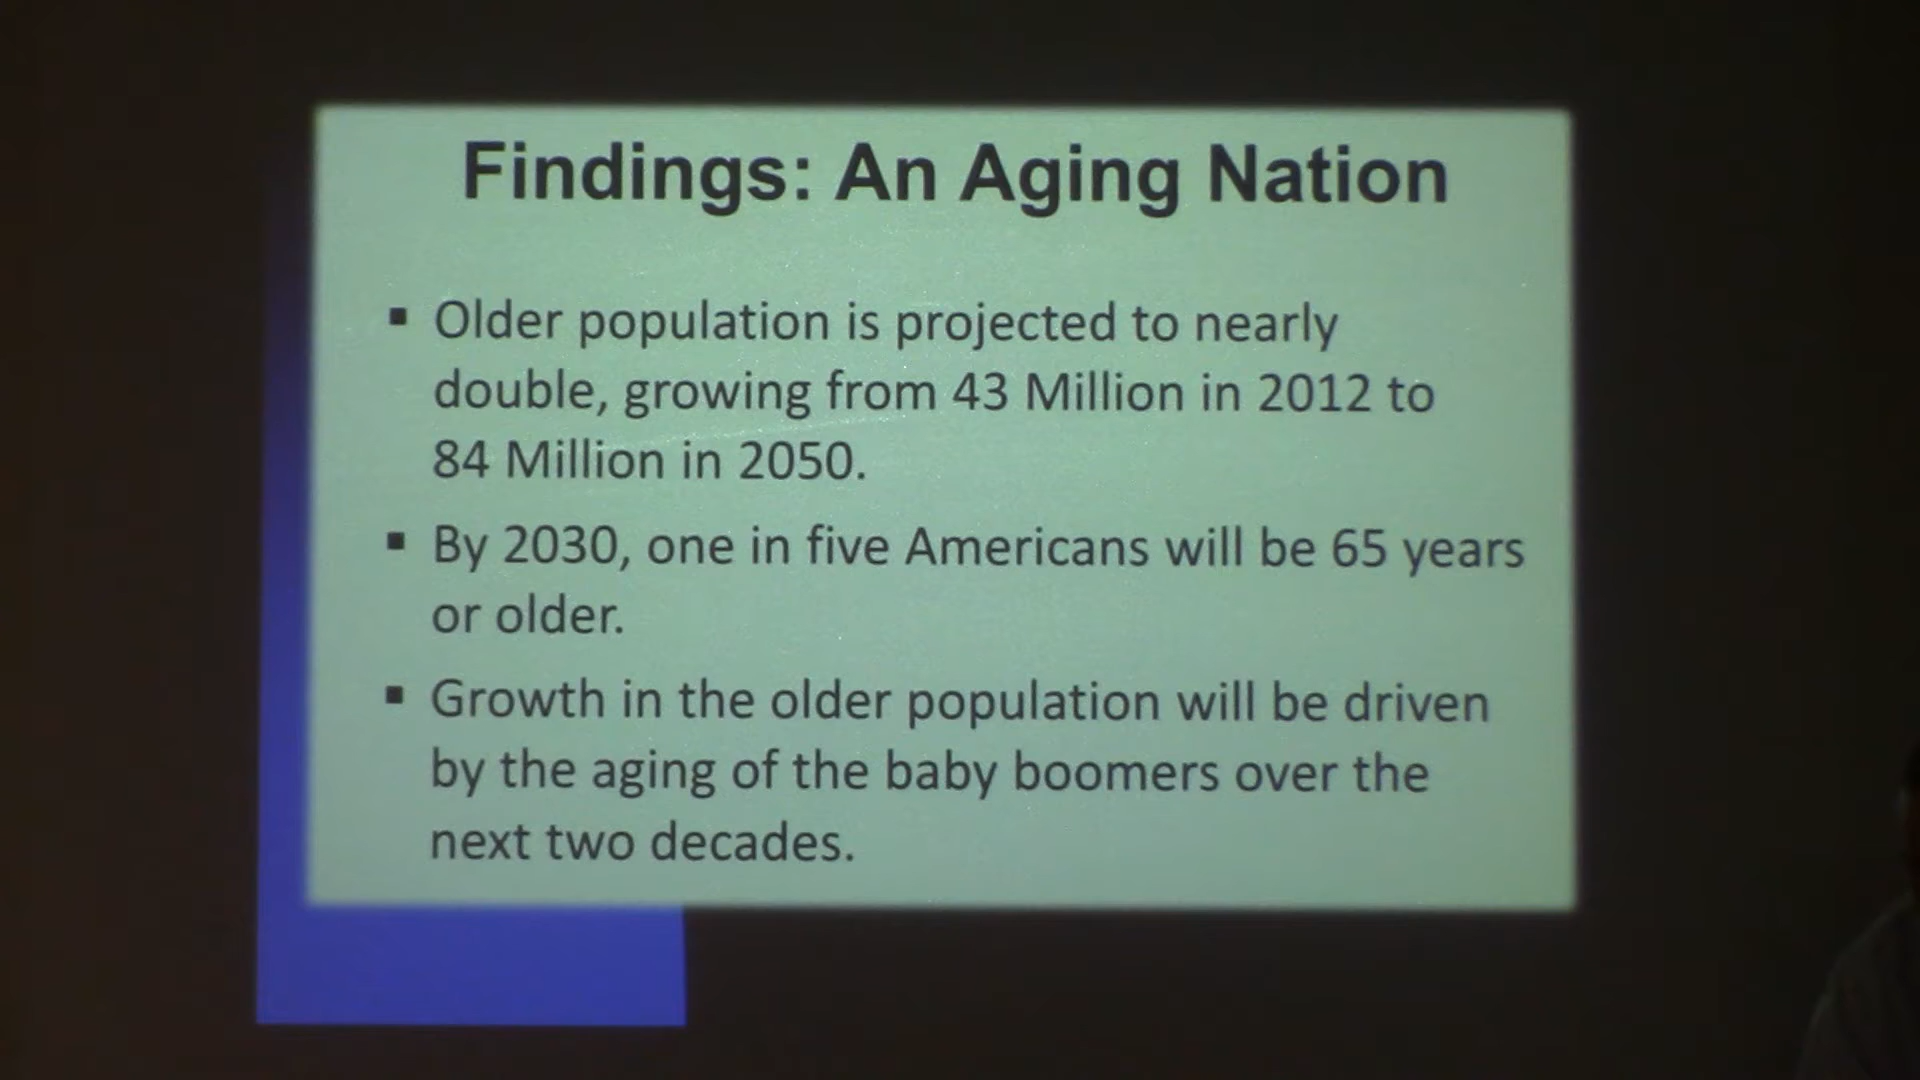 Findings: An Aging Nation
▪ Older population is projected to nearly
double, growing from 43 Million in 2012 to
84 Million in 2050.
▪ By 2030, one in five Americans will be 65 years
or older.
▪ Growth in the older population will be driven
by the aging of the baby boomers over the
next two decades.